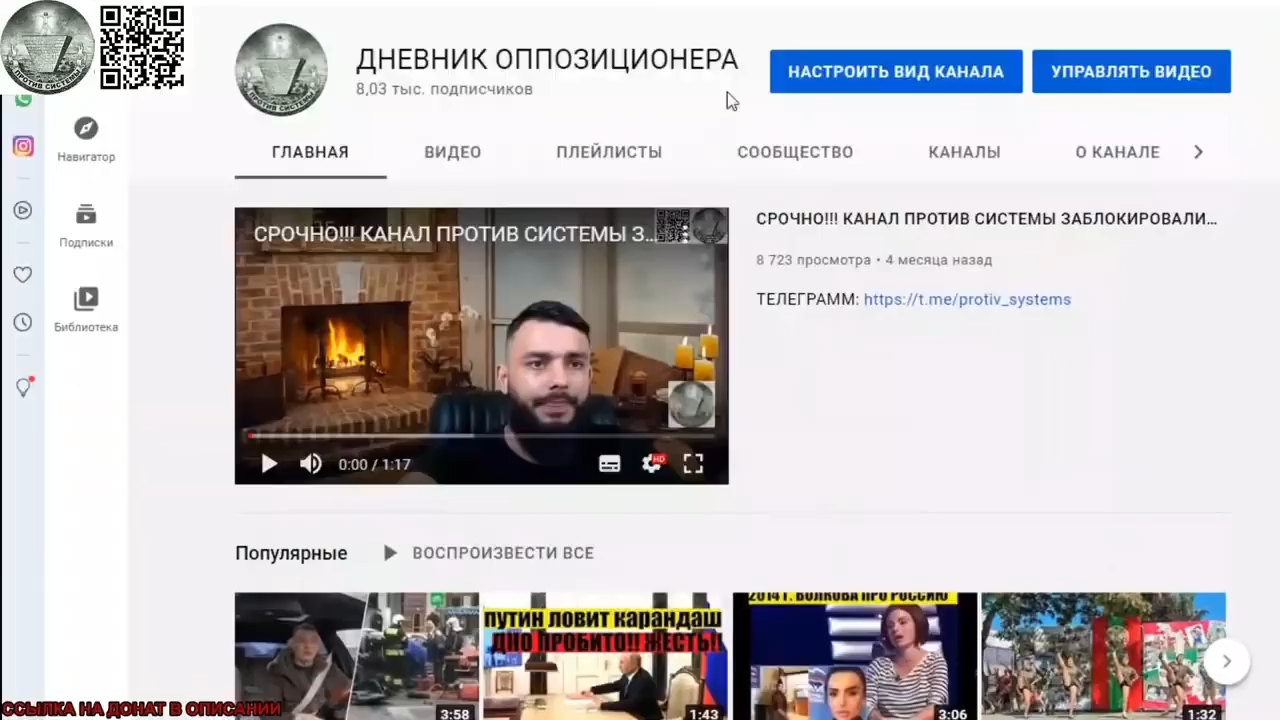 ПРОТИВ СИСТЕМЫ
ДНЕВНИК ОППОЗИЦИОНЕРА
8,03 тыс. подписчиков
НАСТРОИТЬ ВИД КАНАЛА
УПРАВЛЯТЬ ВИДЕО
Навигатор
Подписки
Библиотека
ГЛАВНАЯ
ВИДЕО
ПЛЕЙЛИСТЫ
СООБЩЕСТВО
КАНАЛЫ
О КАНАЛЕ
СРОЧНО!!! КАНАЛ ПРОТИВ СИСТЕМЫ З...
0:00 / 1:17
HD
СРОЧНО!!! КАНАЛ ПРОТИВ СИСТЕМЫ ЗАБЛОКИРОВАЛИ...
8 723 просмотра • 4 месяца назад
ТЕЛЕГРАММ: https://t.me/protiv_systems
Популярные
ВОСПРОИЗВЕСТИ ВСЕ
3:58
ПУТИН ЛОВИТ КАРАНДАШ
ДНО ПРОБИТО!! ЖЕСТЬ!!
1:43
2014 Г. ВОЛКОВА ПРО РОССИЮ
3:06
1:32
ССЫЛКА НА ДОНАТ В ОПИСАНИИ